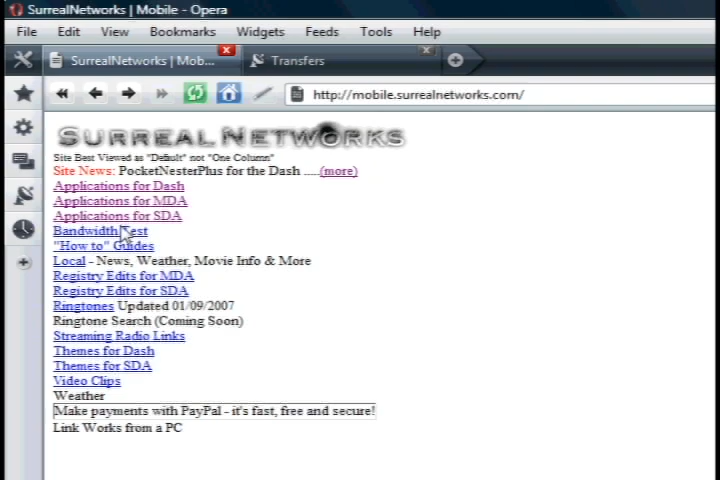 SurrealNetworks | Mobile - Opera
File Edit View Bookmarks Widgets Feeds Tools Help
SurrealNetworks | Mob... Transfers
http://mobile.surrealnetworks.com/
SURREAL NETWORKS
Site Best Viewed as "Default" not "One Column"
Site News: PocketNesterPlus for the Dash .....(more)
Applications for Dash
Applications for MDA
Applications for SDA
Bandwidth Test
"How to" Guides
Local - News, Weather, Movie Info & More
Registry Edits for MDA
Registry Edits for SDA
Ringtones Updated 01/09/2007
Ringtone Search (Coming Soon)
Streaming Radio Links
Themes for Dash
Themes for SDA
Video Clips
Weather
Make payments with PayPal - it's fast, free and secure!
Link Works from a PC